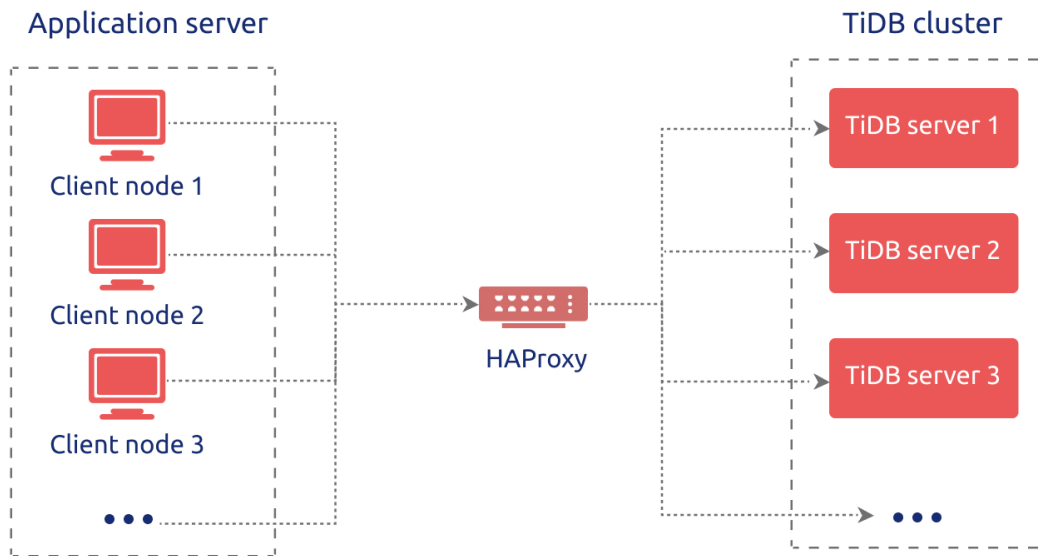 Application server
TiDB cluster
Client node 1
Client node 2
Client node 3
...
HAProxy
TiDB server 1
TiDB server 2
TiDB server 3
...